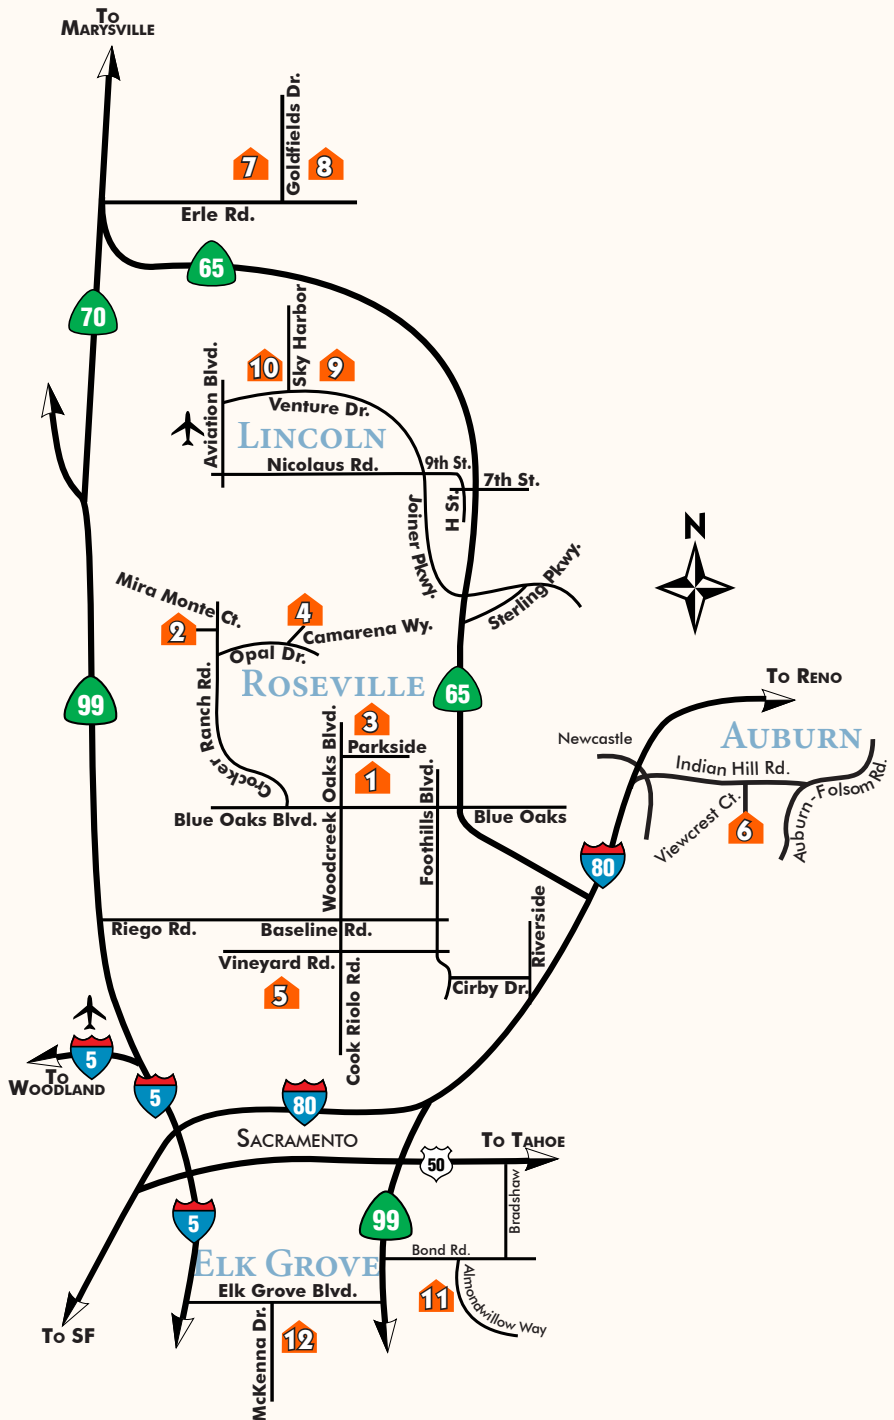 To
Marysville
Goldfields Dr.
7
8
Erle Rd.
65
70
Sky Harbor
Aviation Blvd.
10
9
Venture Dr.
Lincoln
Nicolaus Rd.
9th St.
7th St.
H St.
Joiner Pkwy.
Sterling Pkwy.
N
Mira Monte Ct.
2
4
Camarena Wy.
Opal Dr.
Roseville
65
99
Crocker Ranch Rd.
Woodcreek Oaks Blvd.
3
Parkside
1
Foothills Blvd.
To Reno
Auburn
Newcastle
Indian Hill Rd.
Viewcrest Ct.
6
Auburn-Folsom Rd.
Blue Oaks Blvd.
Blue Oaks
80
Riego Rd.
Baseline Rd.
Riverside
Vineyard Rd.
5
Cook Riolo Rd.
Cirby Dr.
5
To
Woodland
5
80
Sacramento
To Tahoe
50
Bradshaw
5
99
Elk Grove
Bond Rd.
Elk Grove Blvd.
11
Almondwillow Way
To SF
McKenna Dr.
12